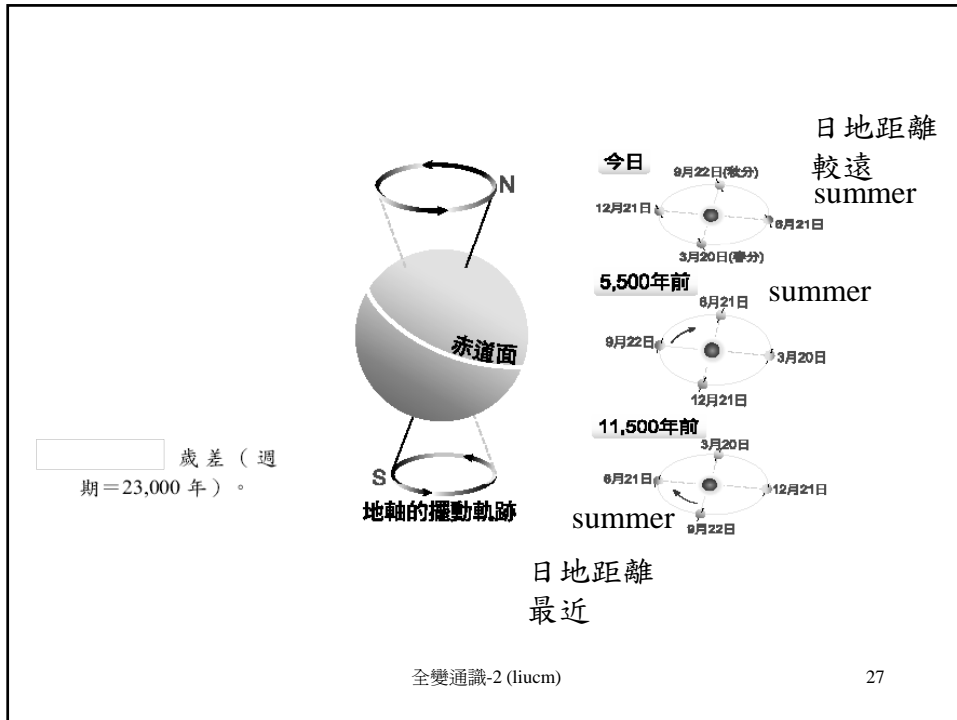 日地距離
較遠
summer
今日
9月22日(秋分)
12月21日
6月21日
3月20日(春分)
N
赤道面
S
地軸的擺動軌跡
5,500年前
summer
6月21日
9月22日
3月20日
12月21日
11,500年前
3月20日
6月21日
12月21日
summer
9月22日
日地距離
最近
歲差（週
期＝23,000 年）。
全變通識-2 (liucm)
27